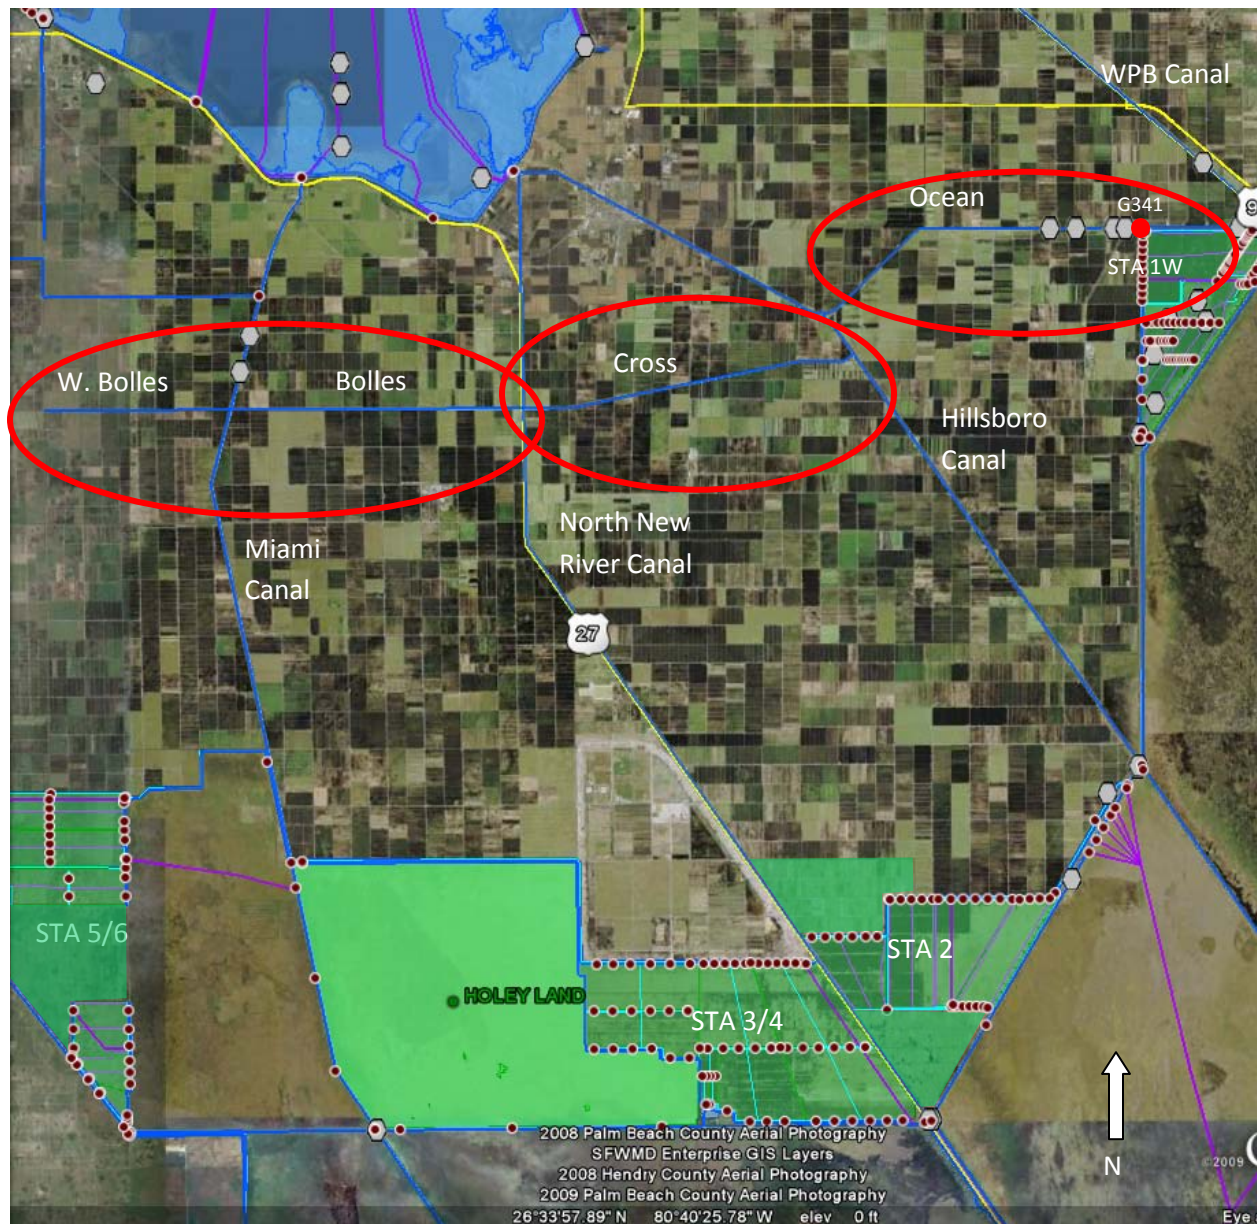 WPB Canal
9
Ocean
G341
STA 1W
W. Bolles
Bolles
Cross
Hillsboro
Canal
North New
River Canal
Miami
Canal
27
STA 5/6
STA 2
HOLEY LAND
STA 3/4
N
2008 Palm Beach County Aerial Photography
SFWMD Enterprise GIS Layers
2008 Hendry County Aerial Photography
2009 Palm Beach County Aerial Photography
©2009
26°33'57.89" N 80°40'25.78" W elev 0 ft
Eye